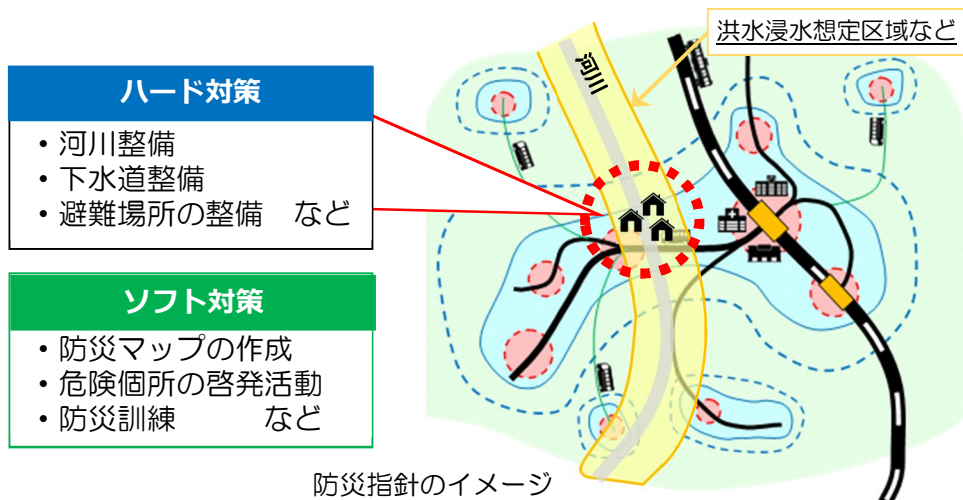 洪水浸水想定区域など
河川
ハード対策
・河川整備
・下水道整備
・避難場所の整備　など
ソフト対策
・防災マップの作成
・危険個所の啓発活動
・防災訓練　　　など
防災指針のイメージ